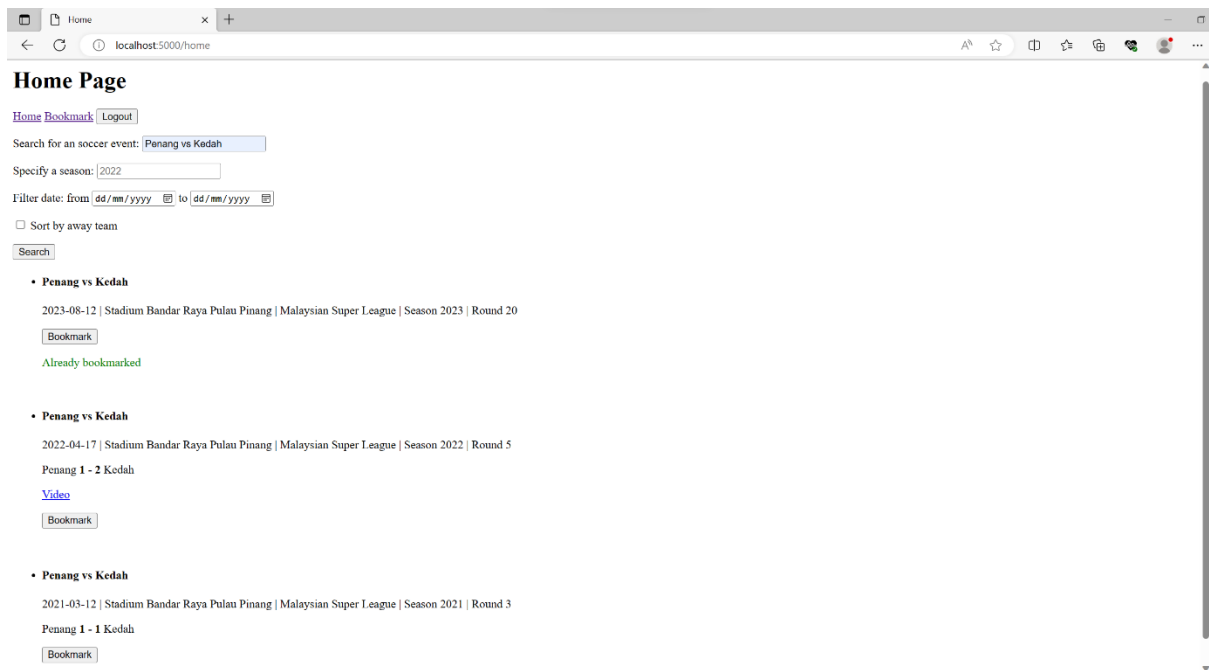 Home
localhost:5000/home
Home Page
Home Bookmark Logout
Search for an soccer event: Penang vs Kedah
Specify a season: 2022
Filter date: from dd/mm/yyyy to dd/mm/yyyy
Sort by away team
Search
• Penang vs Kedah
2023-08-12 | Stadium Bandar Raya Pulau Pinang | Malaysian Super League | Season 2023 | Round 20
Bookmark
Already bookmarked
• Penang vs Kedah
2022-04-17 | Stadium Bandar Raya Pulau Pinang | Malaysian Super League | Season 2022 | Round 5
Penang 1 - 2 Kedah
Video
Bookmark
• Penang vs Kedah
2021-03-12 | Stadium Bandar Raya Pulau Pinang | Malaysian Super League | Season 2021 | Round 3
Penang 1 - 1 Kedah
Bookmark